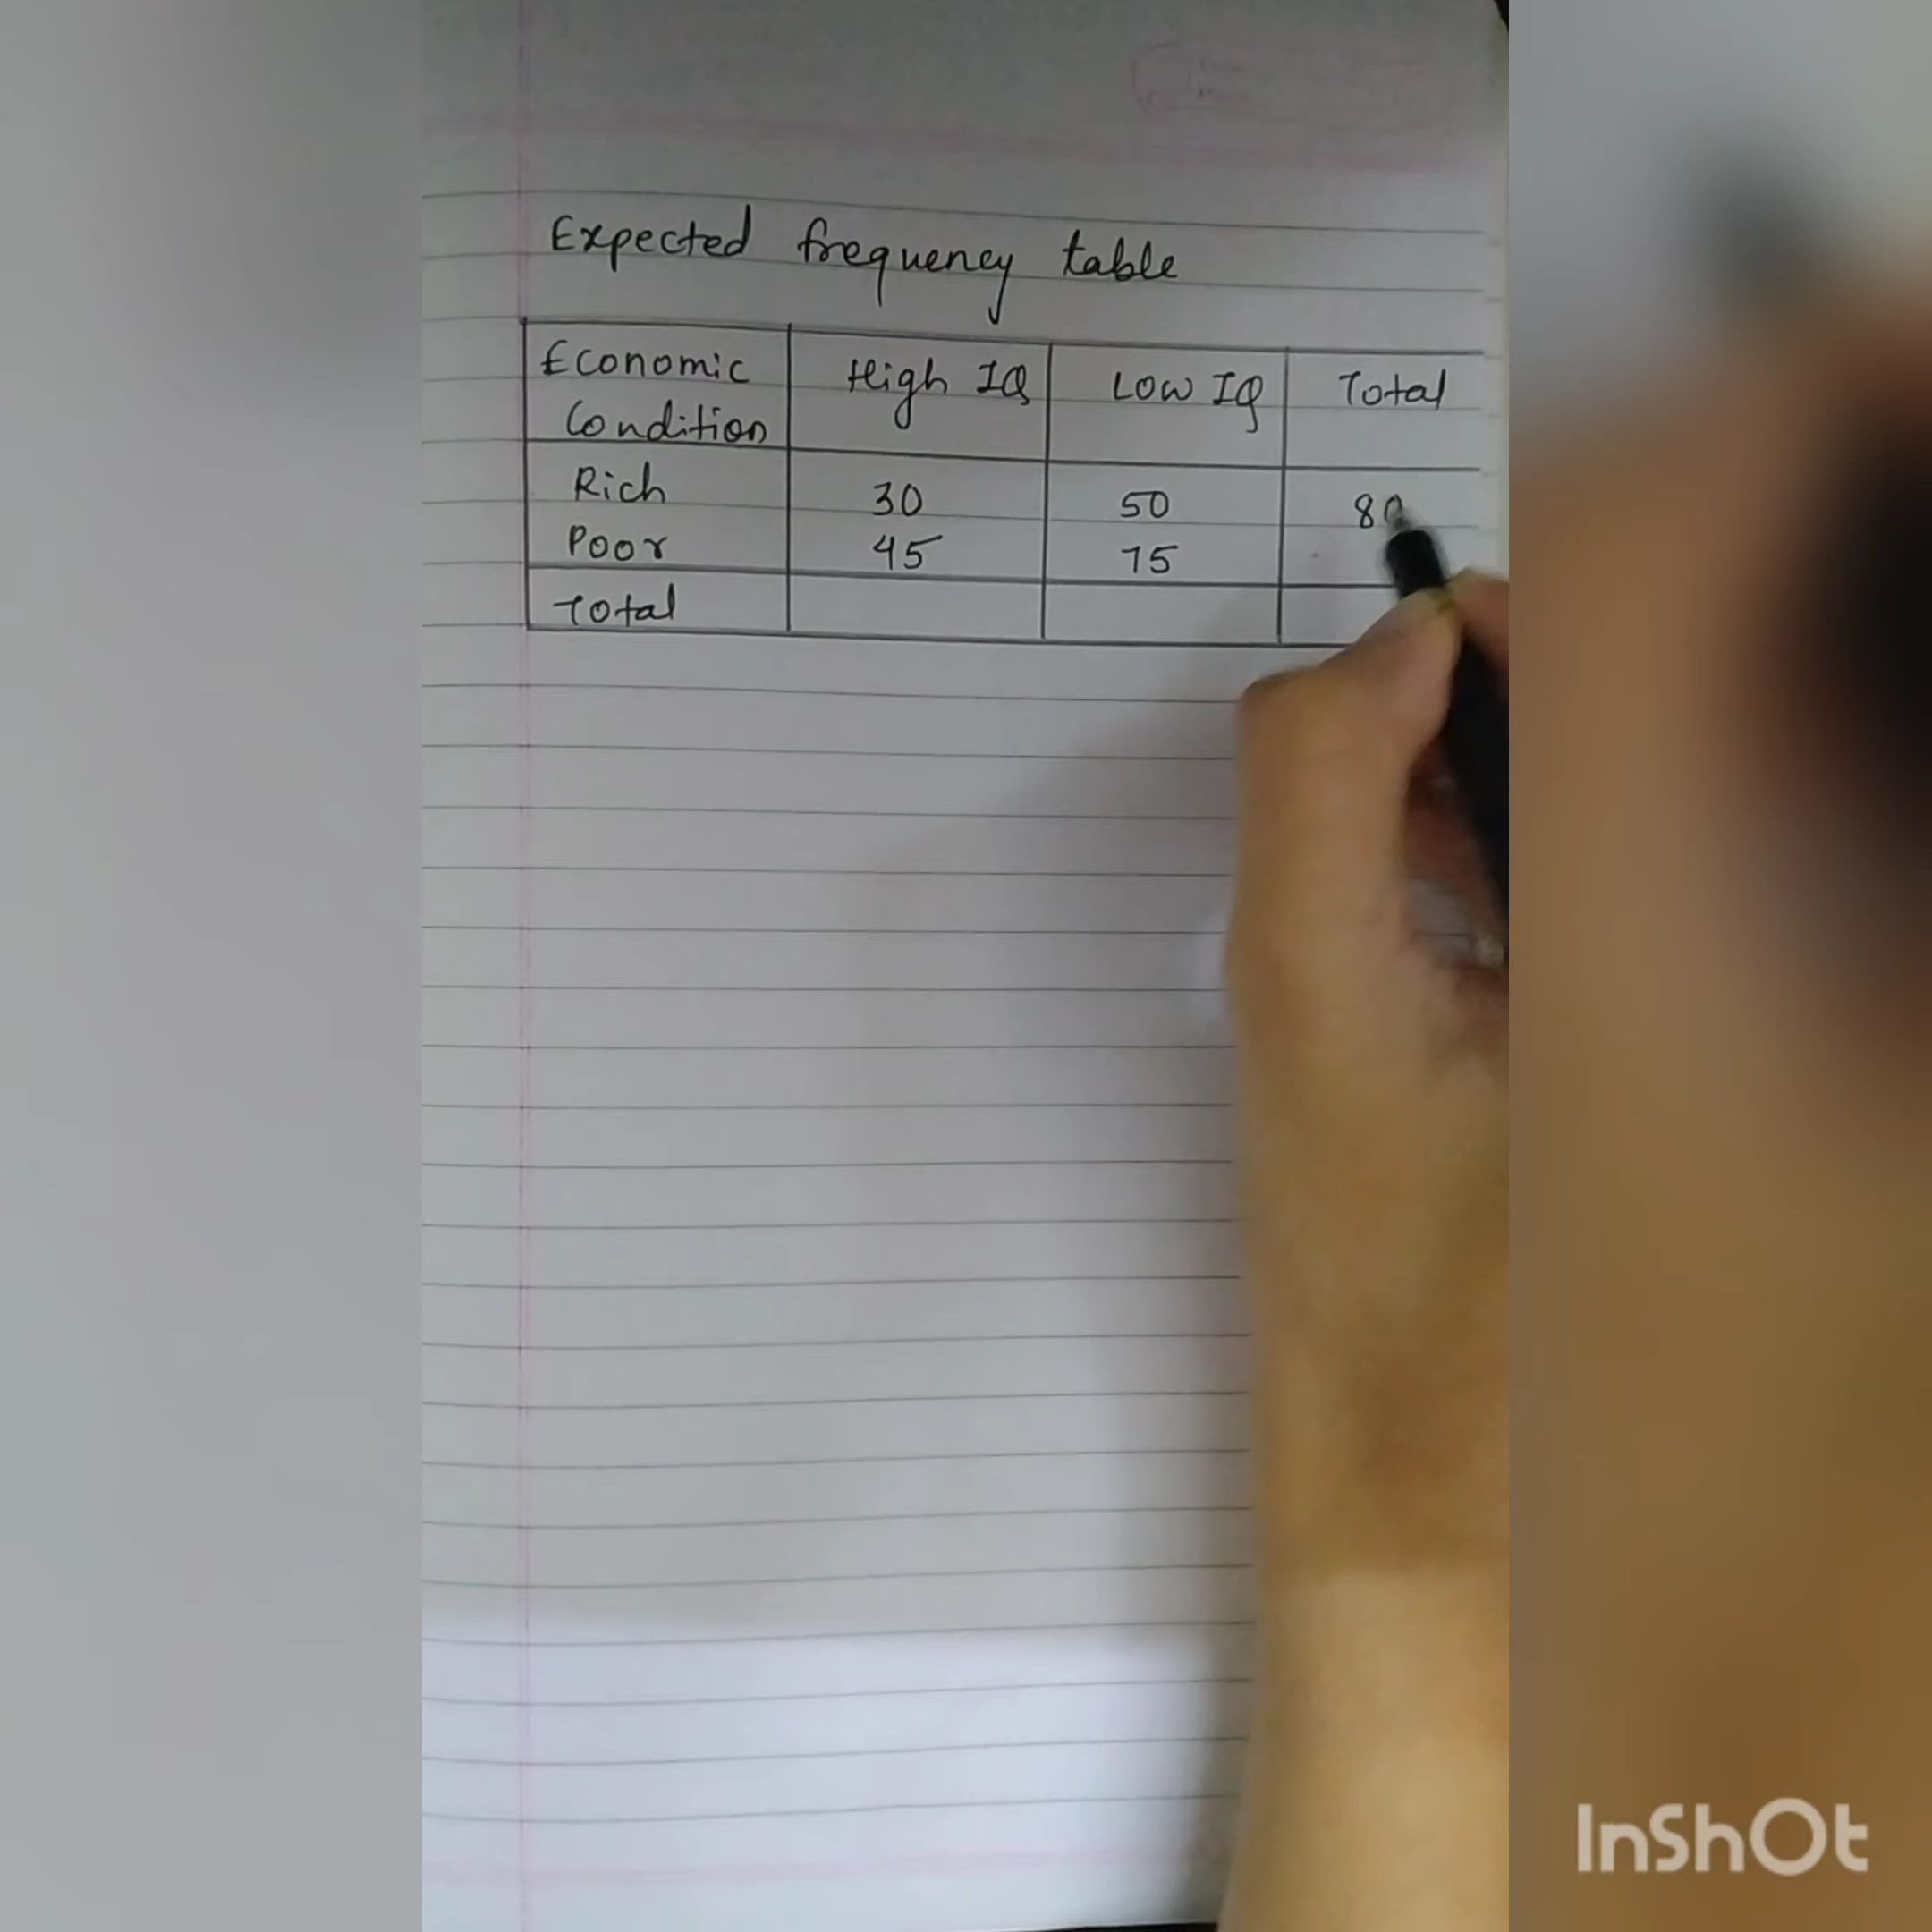 Expected frequency table
Economic Condition High IQ Low IQ Total
Rich 30 50 80
Poor 45 75
Total
InShOt